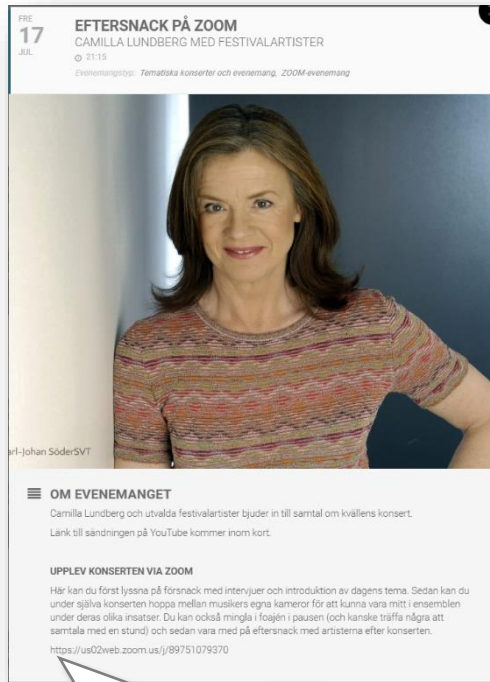 FRE
17
JUL
EFTERSNACK PÅ ZOOM
CAMILLA LUNDBERG MED FESTIVALARTISTER
21:15
Evenemangstyp: Tematiska konserter och evenemang, ZOOM-evenemang
arl-Johan SöderSVT
OM EVENEMANGET
Camilla Lundberg och utvalda festivalartister bjuder in till samtal om kvällens konsert.
Länk till sändningen på YouTube kommer inom kort.
UPPLEV KONSERTEN VIA ZOOM
Här kan du först lyssna på försnack med intervjuer och introduktion av dagens tema. Sedan kan du
under själva konserten hoppa mellan musikers egna kameror för att kunna vara mitt i ensemblen
under deras olika insatser. Du kan också mingla i foajén i pausen (och kanske träffa några att
samtala med en stund) och sedan vara med på eftersnack med artisterna efter konserten.
https://us02web.zoom.us/j/89751079370